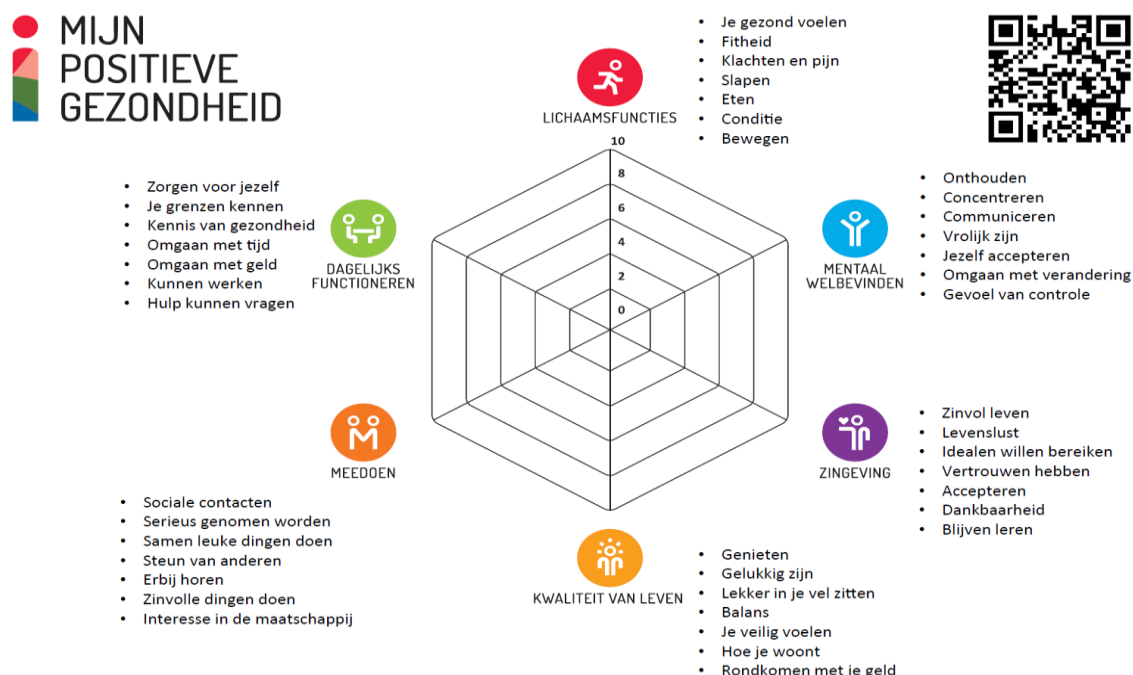 MIJN
POSITIEVE
GEZONDHEID
LICHAAMSFUNCTIES
• Je gezond voelen
• Fitheid
• Klachten en pijn
• Slapen
• Eten
• Conditie
• Bewegen
10
8
6
4
2
0
MENTAAL
WELBEVINDEN
• Onthouden
• Concentreren
• Communiceren
• Vrolijk zijn
• Jezelf accepteren
• Omgaan met verandering
• Gevoel van controle
ZINGEVING
• Zinvol leven
• Levenslust
• Idealen willen bereiken
• Vertrouwen hebben
• Accepteren
• Dankbaarheid
• Blijven leren
KWALITEIT VAN LEVEN
• Genieten
• Gelukkig zijn
• Lekker in je vel zitten
• Balans
• Je veilig voelen
• Hoe je woont
• Rondkomen met je geld
MEEDOEN
• Sociale contacten
• Serieus genomen worden
• Samen leuke dingen doen
• Steun van anderen
• Erbij horen
• Zinvolle dingen doen
• Interesse in de maatschappij
DAGELIJKS
FUNCTIONEREN
• Zorgen voor jezelf
• Je grenzen kennen
• Kennis van gezondheid
• Omgaan met tijd
• Omgaan met geld
• Kunnen werken
• Hulp kunnen vragen